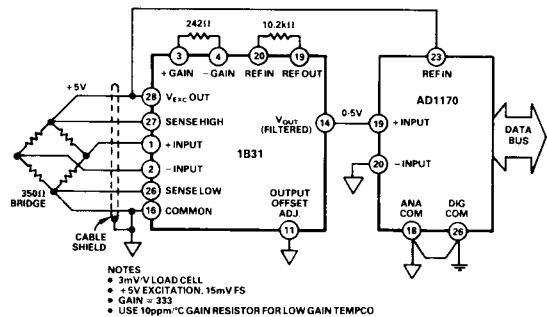 242Ω
10.2kΩ
3
4
20
19
+ GAIN
− GAIN
REF IN
REF OUT
23
REF IN
+5V
28
VEXC OUT
AD1170
27
SENSE HIGH
VOUT
(FILTERED)
14
0-5V
19
+ INPUT
1
+ INPUT
DATA
BUS
1B31
2
− INPUT
20
− INPUT
350Ω
BRIDGE
26
SENSE LOW
16
COMMON
OUTPUT
OFFSET
ADJ.
ANA
COM
DIG
COM
CABLE
SHIELD
11
18
26
NOTES
• 3mV/V LOAD CELL
• +5V EXCITATION, 15mV FS
• GAIN = 333
• USE 10ppm/°C GAIN RESISTOR FOR LOW GAIN TEMPCO